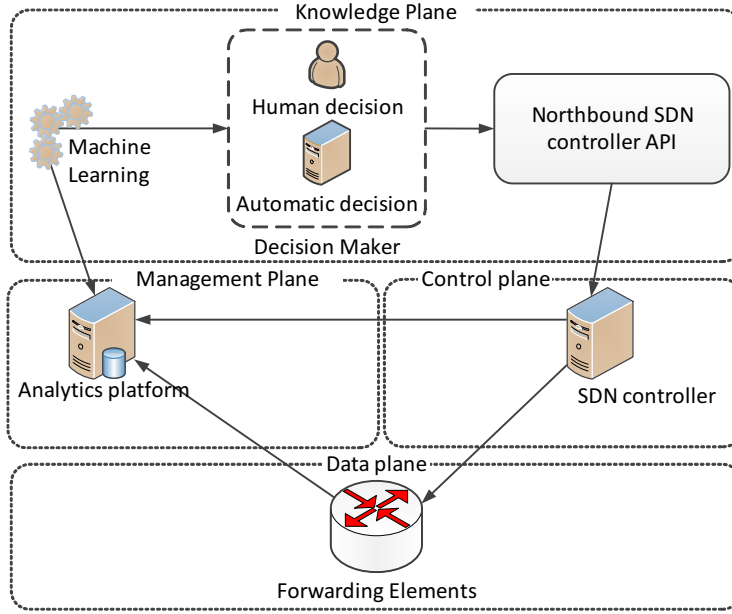 Knowledge Plane
Human decision
Northbound SDN
controller API
Machine
Learning
Automatic decision
Decision Maker
Management Plane
Control plane
Analytics platform
SDN controller
Data plane
Forwarding Elements